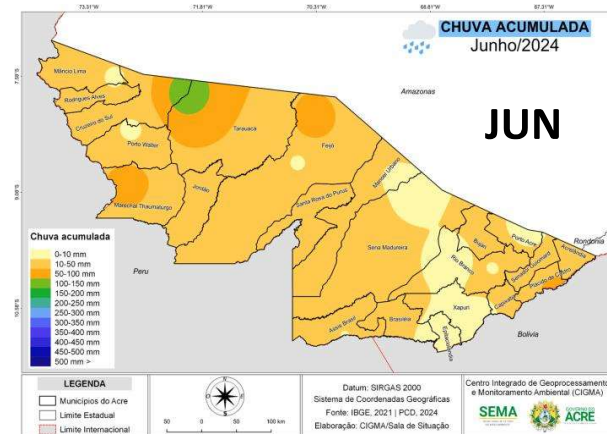 CHUVA ACUMULADA
Junho/2024
JUN
73.31°W
71.81°W
70.31°W
68.81°W
67.31°W
Amazonas
Mâncio Lima
Rodrigues Alves
Cruzeiro do Sul
Porto Walter
Marechal Thaumaturgo
Tarauacá
Jordão
Feijó
Santa Rosa do Purus
Manoel Urbano
Sena Madureira
Bujari
Porto Acre
Rio Branco
Senador Guiomard
Acrelândia
Plácido de Castro
Capixaba
Xapuri
Epitaciolândia
Brasiléia
Assis Brasil
Rondônia
Peru
Bolívia
Chuva acumulada
0-10 mm
10-50 mm
50-100 mm
100-150 mm
150-200 mm
200-250 mm
250-300 mm
300-350 mm
350-400 mm
400-450 mm
450-500 mm
500 mm >
LEGENDA
Municípios do Acre
Limite Estadual
Limite Internacional
N
S
O
E
50 0 50 100 km
Datum: SIRGAS 2000
Sistema de Coordenadas Geográficas
Fonte: IBGE, 2021 | PCD, 2024
Elaboração: CIGMA/Sala de Situação
Centro Integrado de Geoprocessamento
e Monitoramento Ambiental (CIGMA)
SEMA
GOVERNO DO
ACRE